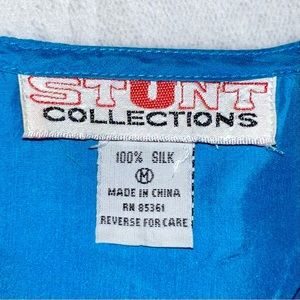 STUNT
COLLECTIONS
100% SILK
M
MADE IN CHINA
RN 85361
REVERSE FOR CARE